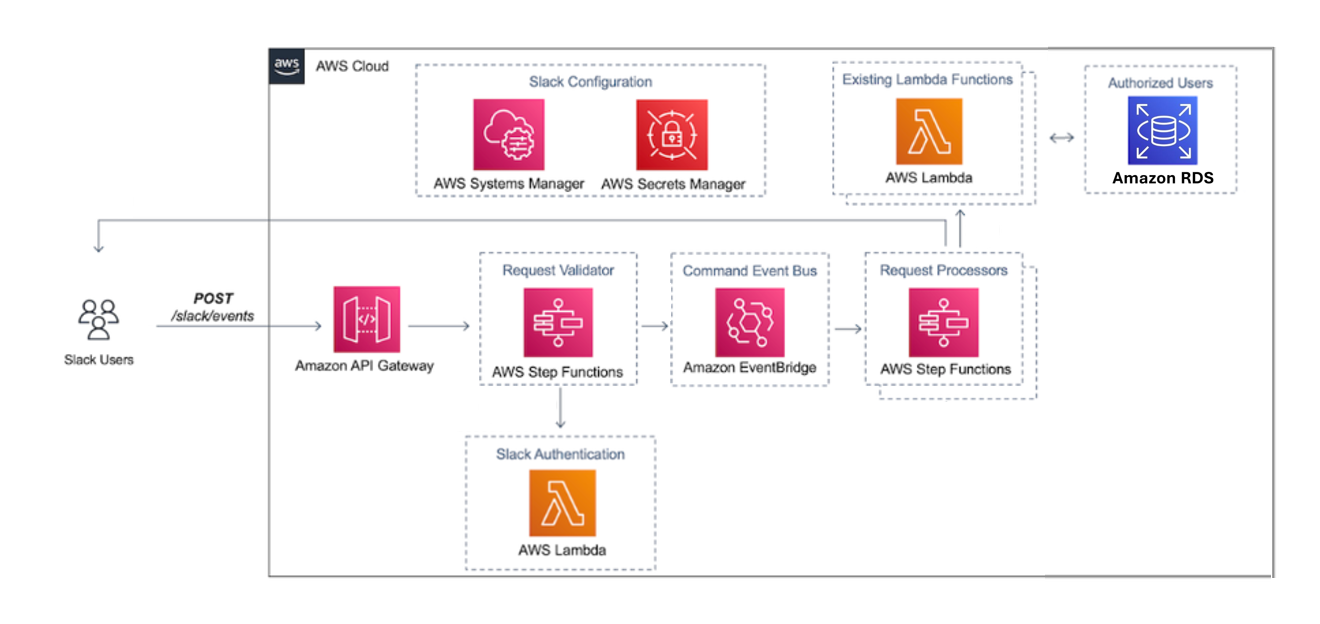 aws
AWS Cloud
Slack Configuration
AWS Systems Manager
AWS Secrets Manager
Existing Lambda Functions
AWS Lambda
Authorized Users
Amazon RDS
Slack Users
POST
/slack/events
</>
Amazon API Gateway
Request Validator
AWS Step Functions
Command Event Bus
Amazon EventBridge
Request Processors
AWS Step Functions
Slack Authentication
AWS Lambda